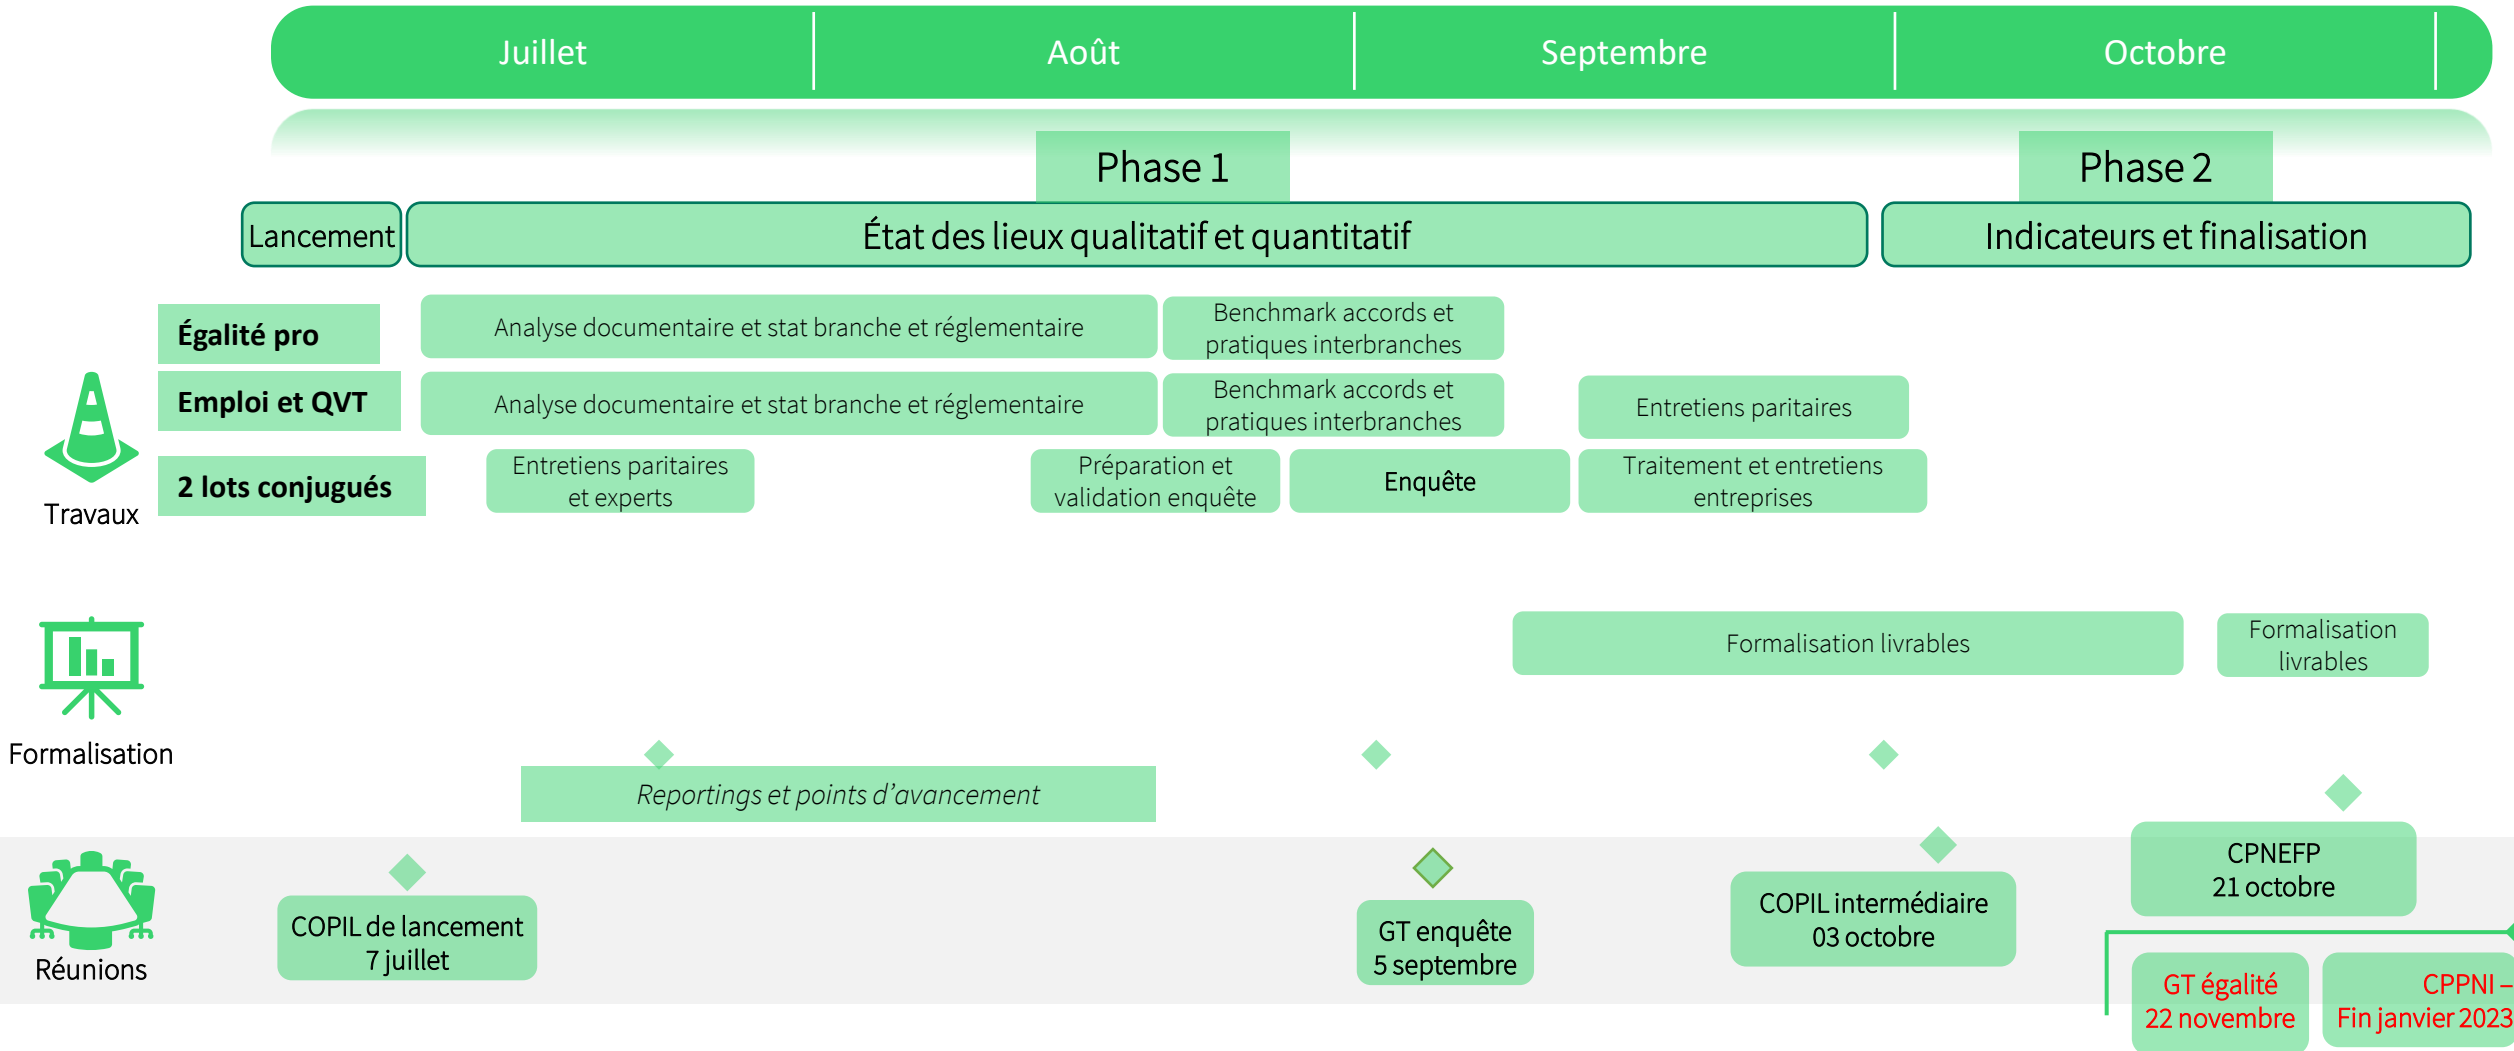 Juillet
Août
Septembre
Octobre
Phase 1
Phase 2
Lancement
État des lieux qualitatif et quantitatif
Indicateurs et finalisation
Égalité pro
Analyse documentaire et stat branche et réglementaire
Benchmark accords et
pratiques interbranches
Emploi et QVT
Analyse documentaire et stat branche et réglementaire
Benchmark accords et
pratiques interbranches
Entretiens paritaires
2 lots conjugués
Entretiens paritaires
et experts
Préparation et
validation enquête
Enquête
Traitement et entretiens
entreprises
Travaux
Formalisation livrables
Formalisation
livrables
Formalisation
Reportings et points d’avancement
COPIL de lancement
7 juillet
GT enquête
5 septembre
COPIL intermédiaire
03 octobre
CPNEFP
21 octobre
Réunions
GT égalité
22 novembre
CPPNI –
Fin janvier 2023